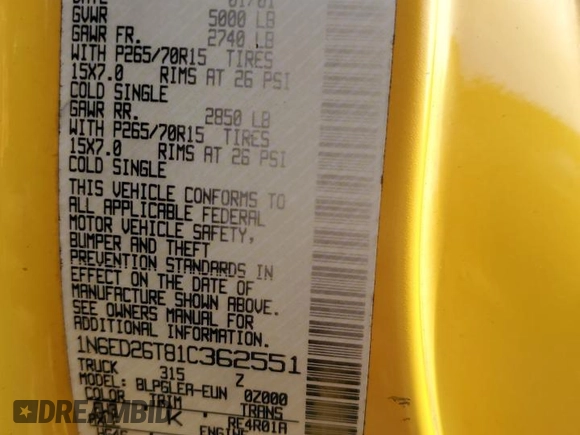 DATE 01/01
GVWR 5000 LB
GAWR FR. 2740 LB
WITH P265/70R15 TIRES
15X7.0 RIMS AT 26 PSI
COLD SINGLE
GAWR RR. 2850 LB
WITH P265/70R15 TIRES
15X7.0 RIMS AT 26 PSI
COLD SINGLE
THIS VEHICLE CONFORMS TO
ALL APPLICABLE FEDERAL
MOTOR VEHICLE SAFETY,
BUMPER AND THEFT
PREVENTION STANDARDS IN
EFFECT ON THE DATE OF
MANUFACTURE SHOWN ABOVE.
SEE OWNERS MANUAL FOR
ADDITIONAL INFORMATION.
1N6ED26T81C362551
TRUCK 315 Z
MODEL: BLPGLEA-EUN 0Z000
COLOR TRIM TRANS
K RE4R01A
ENGINE
DREAMBID